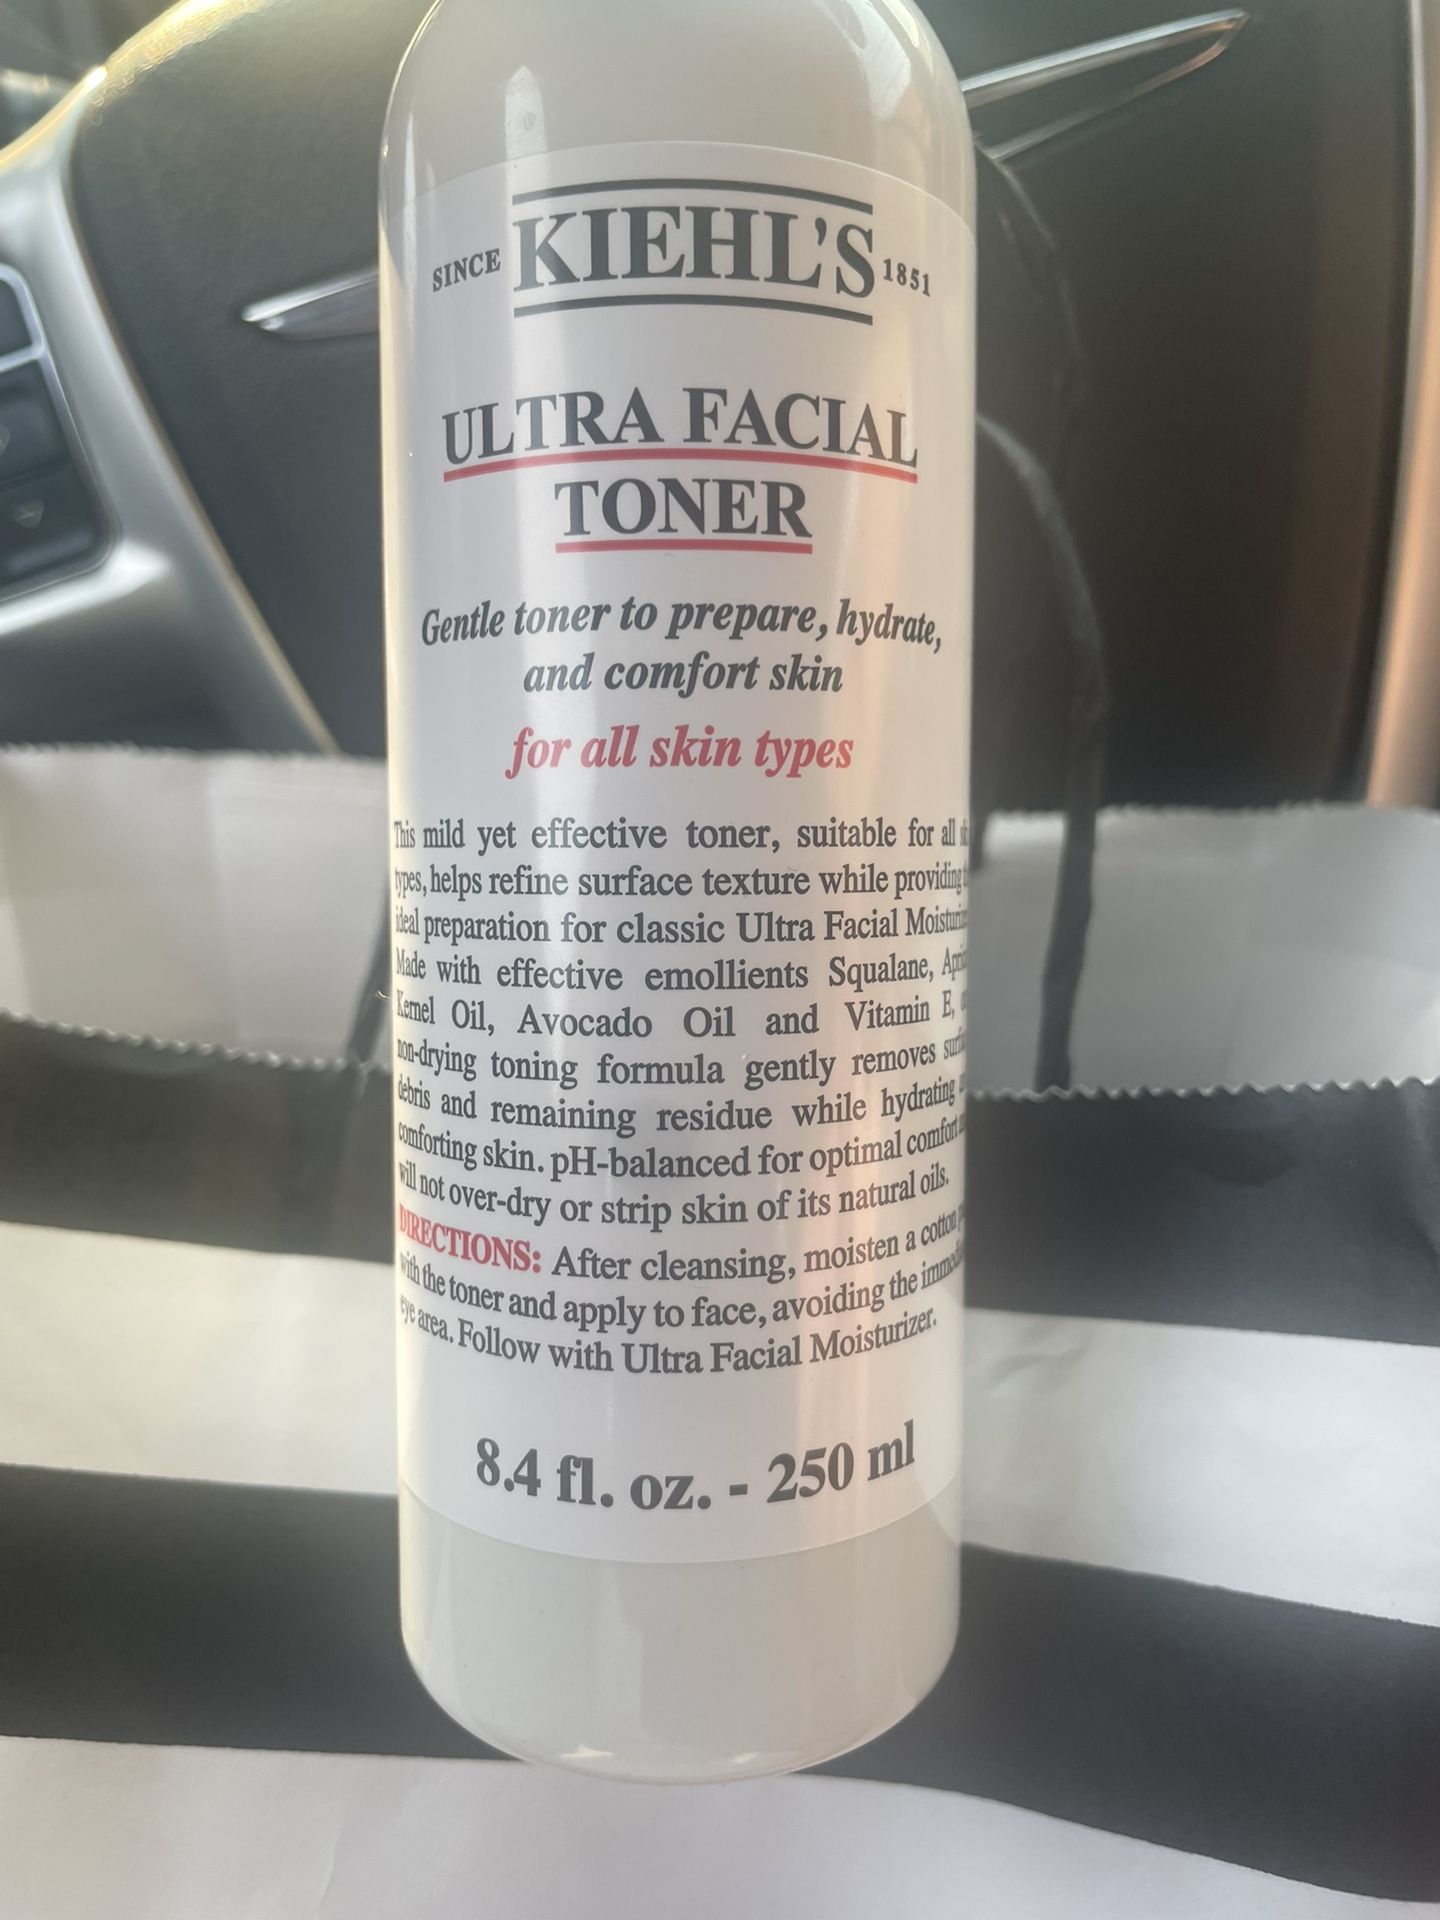 SINCE KIEHL'S 1851
ULTRA FACIAL
TONER
Gentle toner to prepare, hydrate,
and comfort skin
for all skin types
This mild yet effective toner, suitable for all
types, helps refine surface texture while providing
ideal preparation for classic Ultra Facial
Made with effective emollients Squalane,
Kernel Oil, Avocado Oil and Vitamin E,
non-drying toning formula gently removes
debris and remaining residue while hydrating
comforting skin. pH-balanced for optimal comfort
will not over-dry or strip skin of its natural oils.
DIRECTIONS: After cleansing, moisten a cotton
with the toner and apply to face, avoiding the
eye area. Follow with Ultra Facial Moisturizer.
8.4 fl. oz. - 250 ml